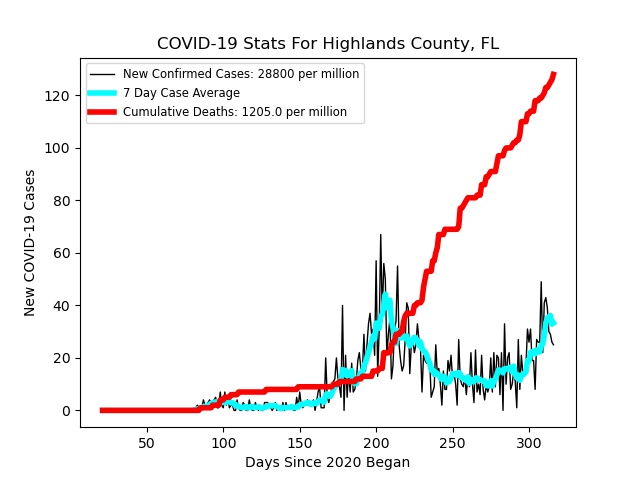 COVID-19 Stats For Highlands County, FL
New Confirmed Cases: 28800 per million
7 Day Case Average
Cumulative Deaths: 1205.0 per million
New COVID-19 Cases
120
100
80
60
40
20
0
50 100 150 200 250 300
Days Since 2020 Began